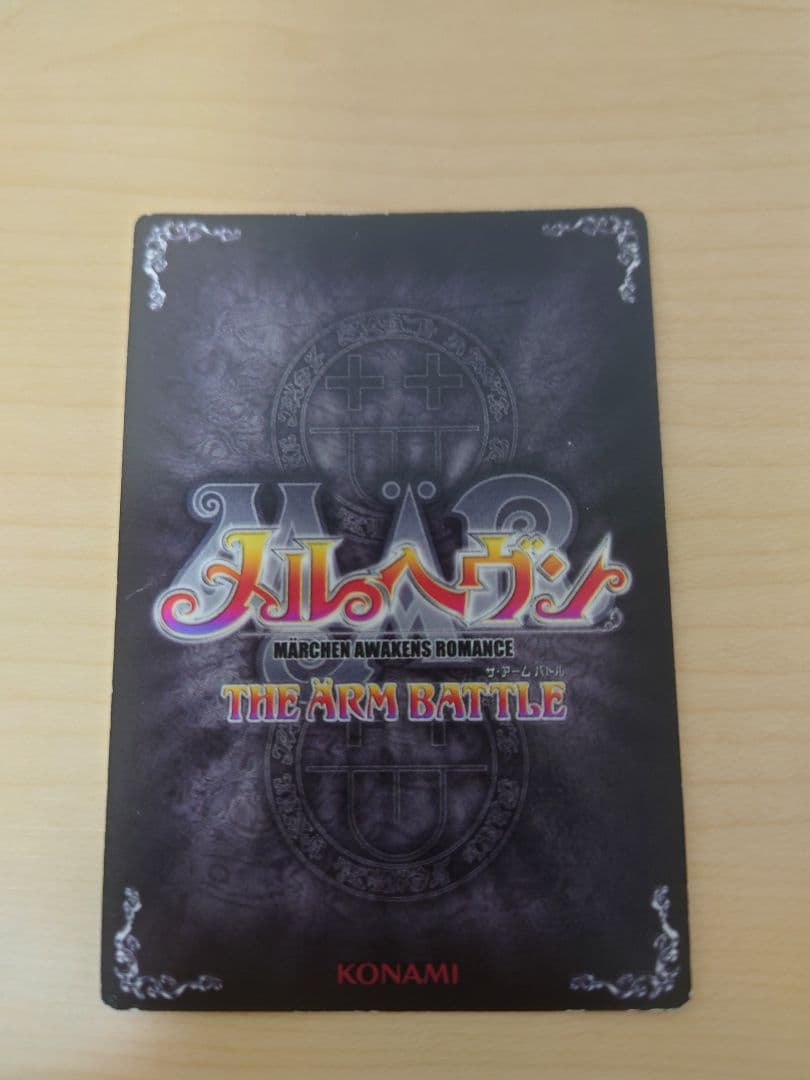 MÄR
メルヘヴン
MÄRCHEN AWAKENS ROMANCE
ザ・アーム バトル
THE ÄRM BATTLE
KONAMI